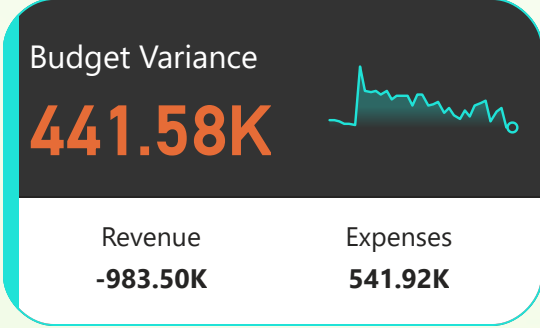 Budget Variance
441.58K
Revenue
Expenses
-983.50K
541.92K